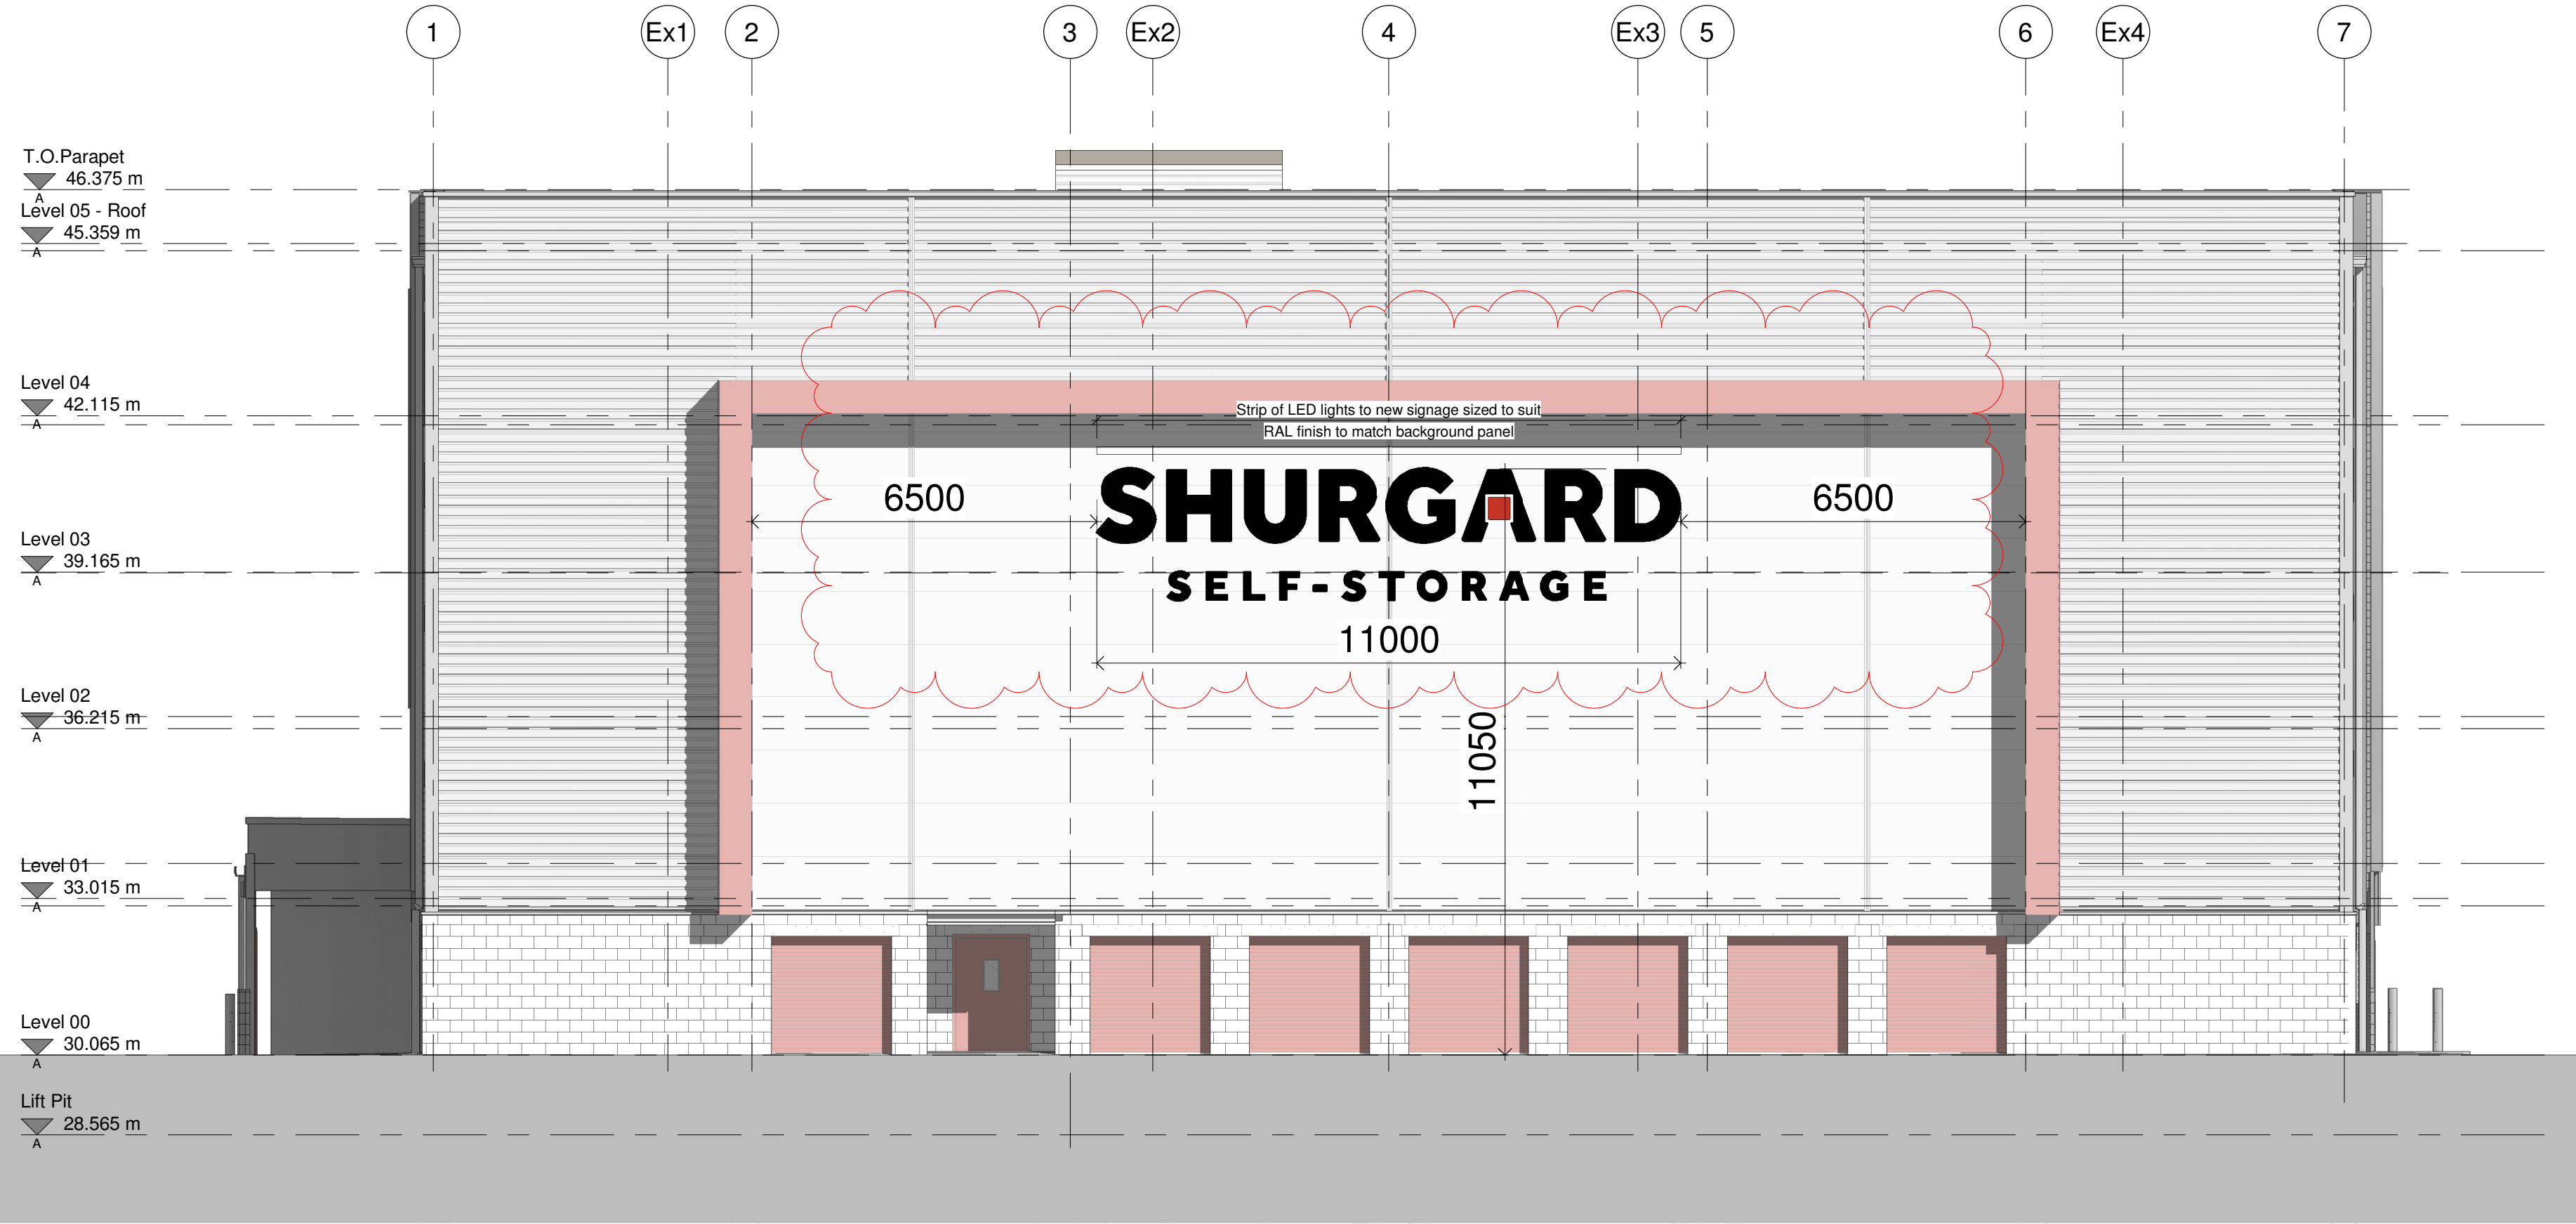 1 Ex1 2 3 Ex2 4 Ex3 5 6 Ex4 7
T.O.Parapet
46.375 m
A
Level 05 - Roof
45.359 m
A
Level 04
42.115 m
A
Strip of LED lights to new signage sized to suit
RAL finish to match background panel
SHURGARD
6500 6500
Level 03
39.165 m
A
SELF-STORAGE
11000
Level 02
36.215 m
A
11050
Level 01
33.015 m
A
Level 00
30.065 m
A
Lift Pit
28.565 m
A